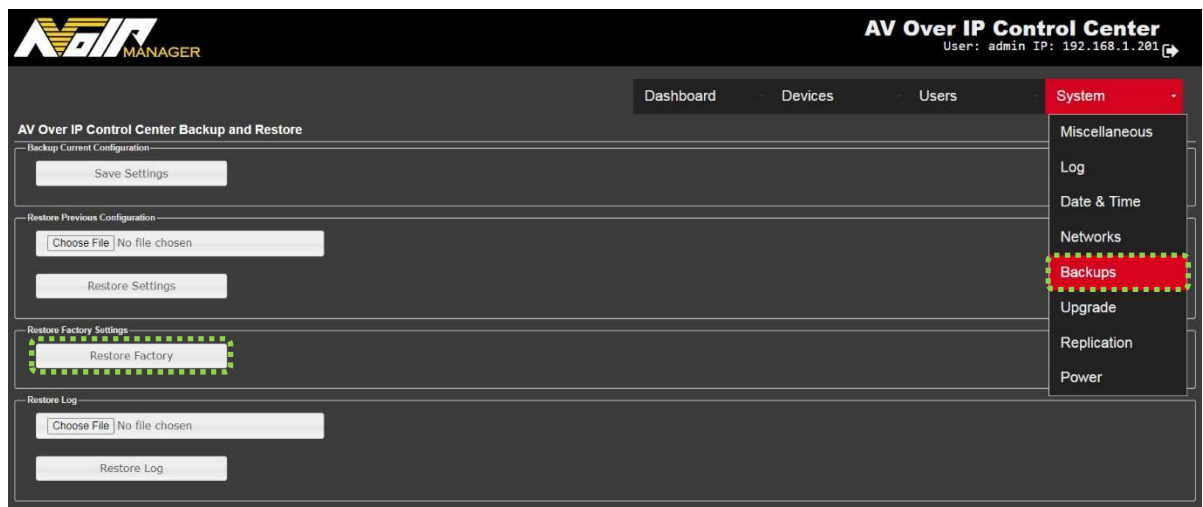 AVoIP MANAGER
AV Over IP Control Center
User: admin IP: 192.168.1.201
Dashboard - Devices - Users - System -
AV Over IP Control Center Backup and Restore
Backup Current Configuration
Save Settings
Restore Previous Configuration
Choose File No file chosen
Restore Settings
Restore Factory Settings
Restore Factory
Restore Log
Choose File No file chosen
Restore Log
Miscellaneous
Log
Date & Time
Networks
Backups
Upgrade
Replication
Power